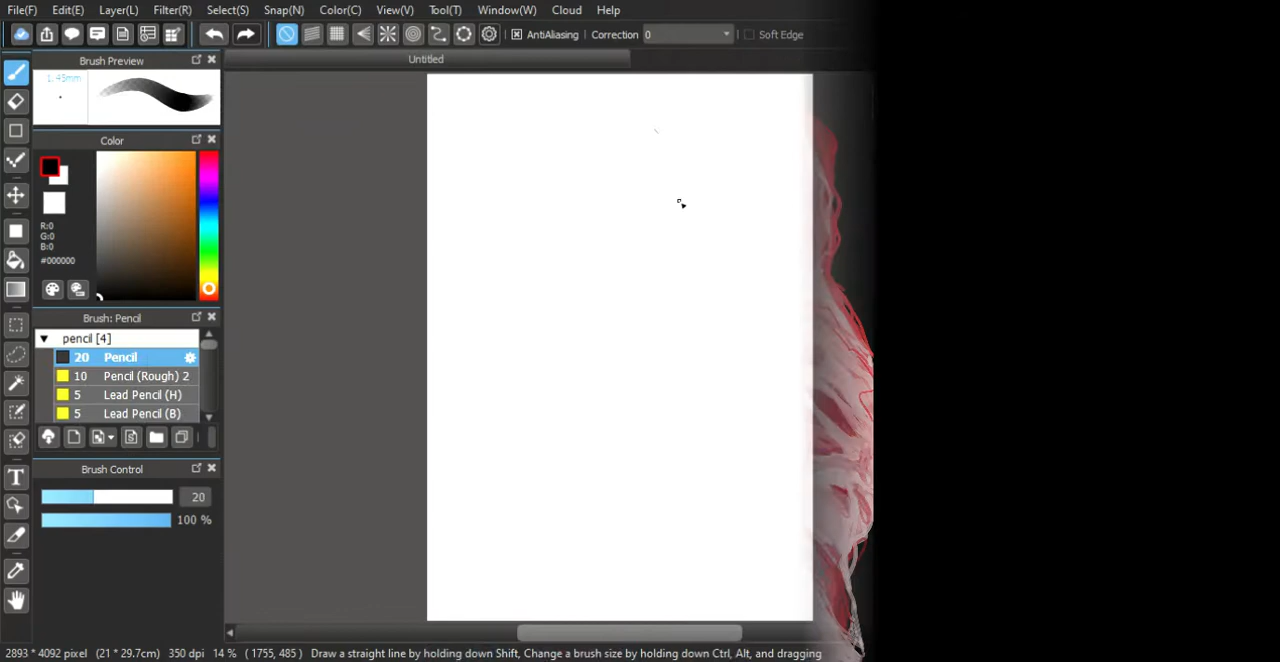 File(F) Edit(E) Layer(L) Filter(R) Select(S) Snap(N) Color(C) View(V) Tool(T) Window(W) Cloud Help
AntiAliasing Correction 0 Soft Edge
Brush Preview
Untitled
1.45mm
Color
R:0
G:0
B:0
#000000
Brush: Pencil
pencil [4]
20 Pencil
10 Pencil (Rough) 2
5 Lead Pencil (H)
5 Lead Pencil (B)
Brush Control
20
100 %
T
2893 * 4092 pixel (21 * 29.7cm) 350 dpi 14 % ( 1755, 485 ) Draw a straight line by holding down Shift, Change a brush size by holding down Ctrl, Alt, and dragging